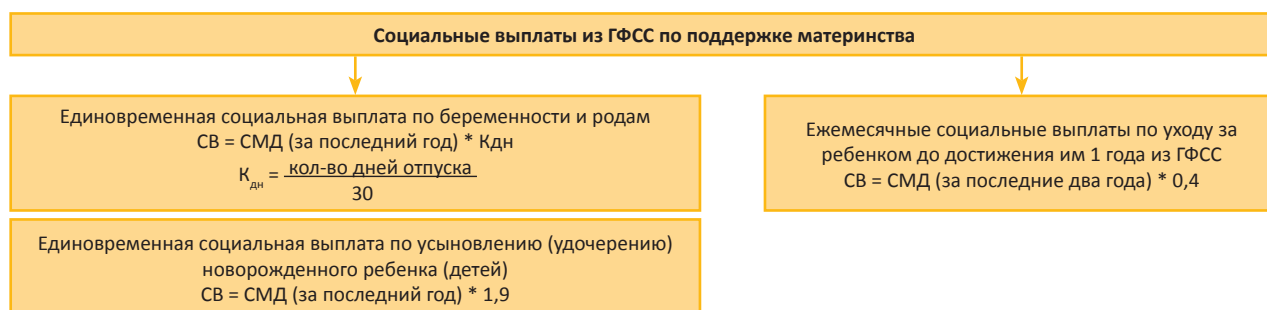 Социальные выплаты из ГФСС по поддержке материнства
Единовременная социальная выплата по беременности и родам
СВ = СМД (за последний год) * Кдн
Кдн = кол-во дней отпуска
30
Единовременная социальная выплата по усыновлению (удочерению)
новорожденного ребенка (детей)
СВ = СМД (за последний год) * 1,9
Ежемесячные социальные выплаты по уходу за
ребенком до достижения им 1 года из ГФСС
СВ = СМД (за последние два года) * 0,4